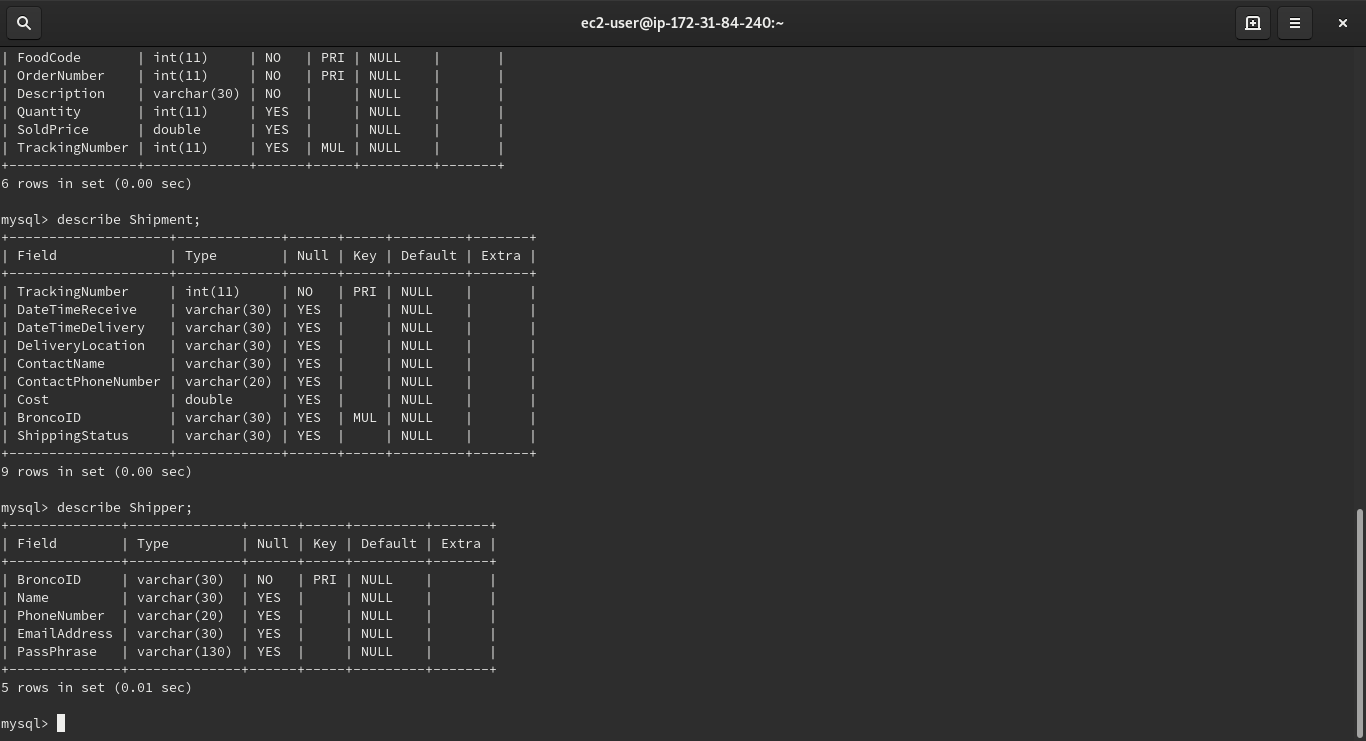 ec2-user@ip-172-31-84-240:~
| FoodCode       | int(11)     | NO   | PRI | NULL    |       |
| OrderNumber    | int(11)     | NO   | PRI | NULL    |       |
| Description    | varchar(30) | NO   |     | NULL    |       |
| Quantity       | int(11)     | YES  |     | NULL    |       |
| SoldPrice      | double      | YES  |     | NULL    |       |
| TrackingNumber | int(11)     | YES  | MUL | NULL    |       |
+----------------+-------------+------+-----+---------+-------+
6 rows in set (0.00 sec)
mysql> describe Shipment;
+--------------------+-------------+------+-----+---------+-------+
| Field              | Type        | Null | Key | Default | Extra |
+--------------------+-------------+------+-----+---------+-------+
| TrackingNumber     | int(11)     | NO   | PRI | NULL    |       |
| DateTimeReceive    | varchar(30) | YES  |     | NULL    |       |
| DateTimeDelivery   | varchar(30) | YES  |     | NULL    |       |
| DeliveryLocation   | varchar(30) | YES  |     | NULL    |       |
| ContactName        | varchar(30) | YES  |     | NULL    |       |
| ContactPhoneNumber | varchar(20) | YES  |     | NULL    |       |
| Cost               | double      | YES  |     | NULL    |       |
| BroncoID           | varchar(30) | YES  | MUL | NULL    |       |
| ShippingStatus     | varchar(30) | YES  |     | NULL    |       |
+--------------------+-------------+------+-----+---------+-------+
9 rows in set (0.00 sec)
mysql> describe Shipper;
+--------------+--------------+------+-----+---------+-------+
| Field        | Type         | Null | Key | Default | Extra |
+--------------+--------------+------+-----+---------+-------+
| BroncoID     | varchar(30)  | NO   | PRI | NULL    |       |
| Name         | varchar(30)  | YES  |     | NULL    |       |
| PhoneNumber  | varchar(20)  | YES  |     | NULL    |       |
| EmailAddress | varchar(30)  | YES  |     | NULL    |       |
| PassPhrase   | varchar(130) | YES  |     | NULL    |       |
+--------------+--------------+------+-----+---------+-------+
5 rows in set (0.01 sec)
mysql>